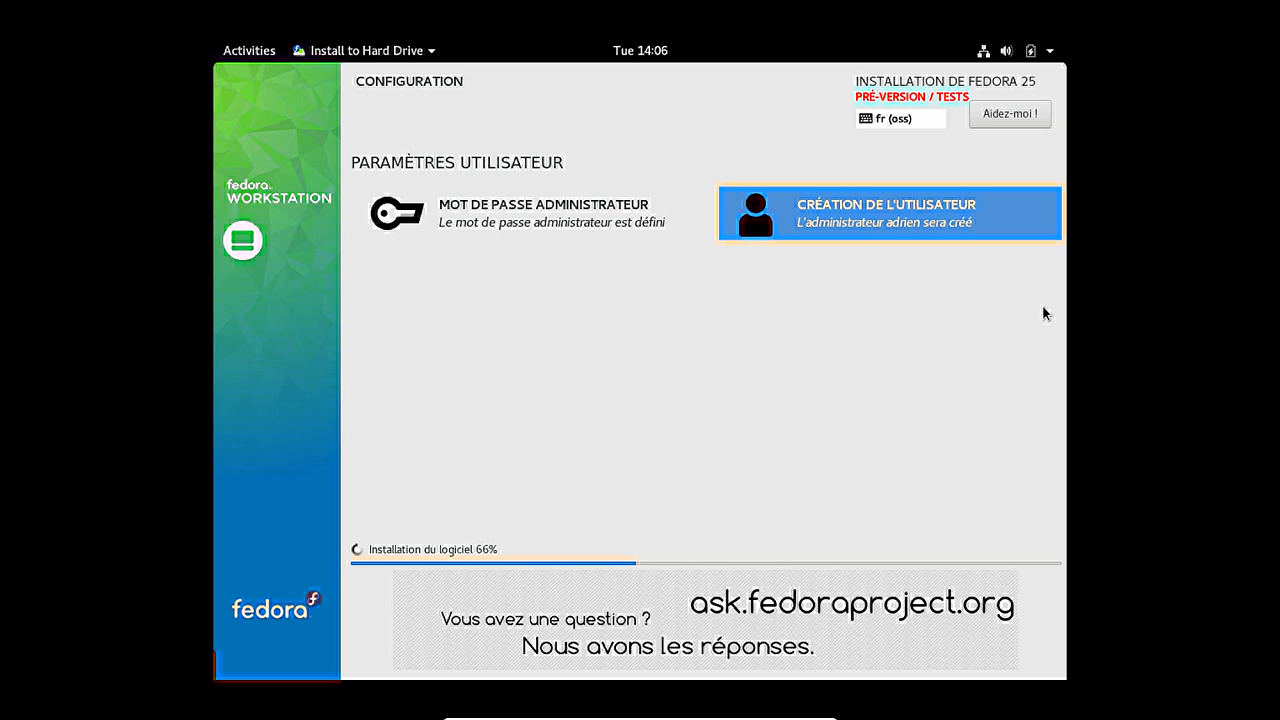 Activities
Install to Hard Drive
Tue 14:06
CONFIGURATION
INSTALLATION DE FEDORA 25
PRÉ-VERSION / TESTS
fr (oss)
Aidez-moi !
fedora
WORKSTATION
PARAMÈTRES UTILISATEUR
MOT DE PASSE ADMINISTRATEUR
Le mot de passe administrateur est défini
CRÉATION DE L'UTILISATEUR
L'administrateur adrien sera créé
Installation du logiciel 66%
fedora
ask.fedoraproject.org
Vous avez une question ?
Nous avons les réponses.